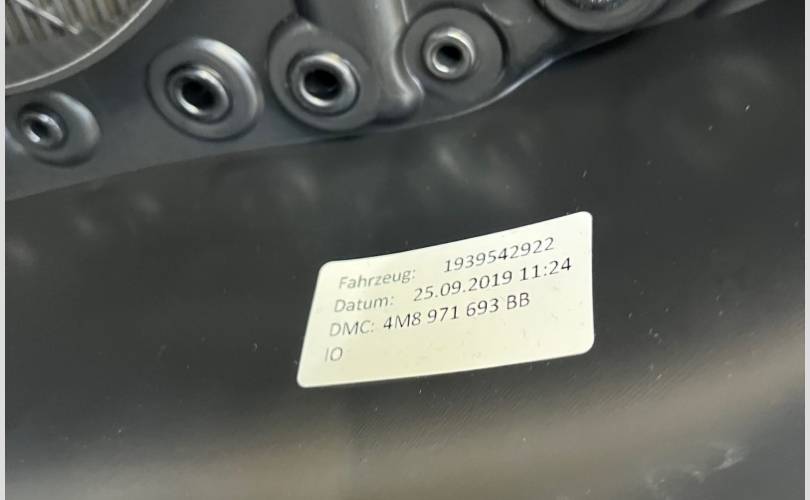 Fahrzeug: 1939542922
Datum: 25.09.2019 11:24
DMC: 4M8 971 693 BB
IO